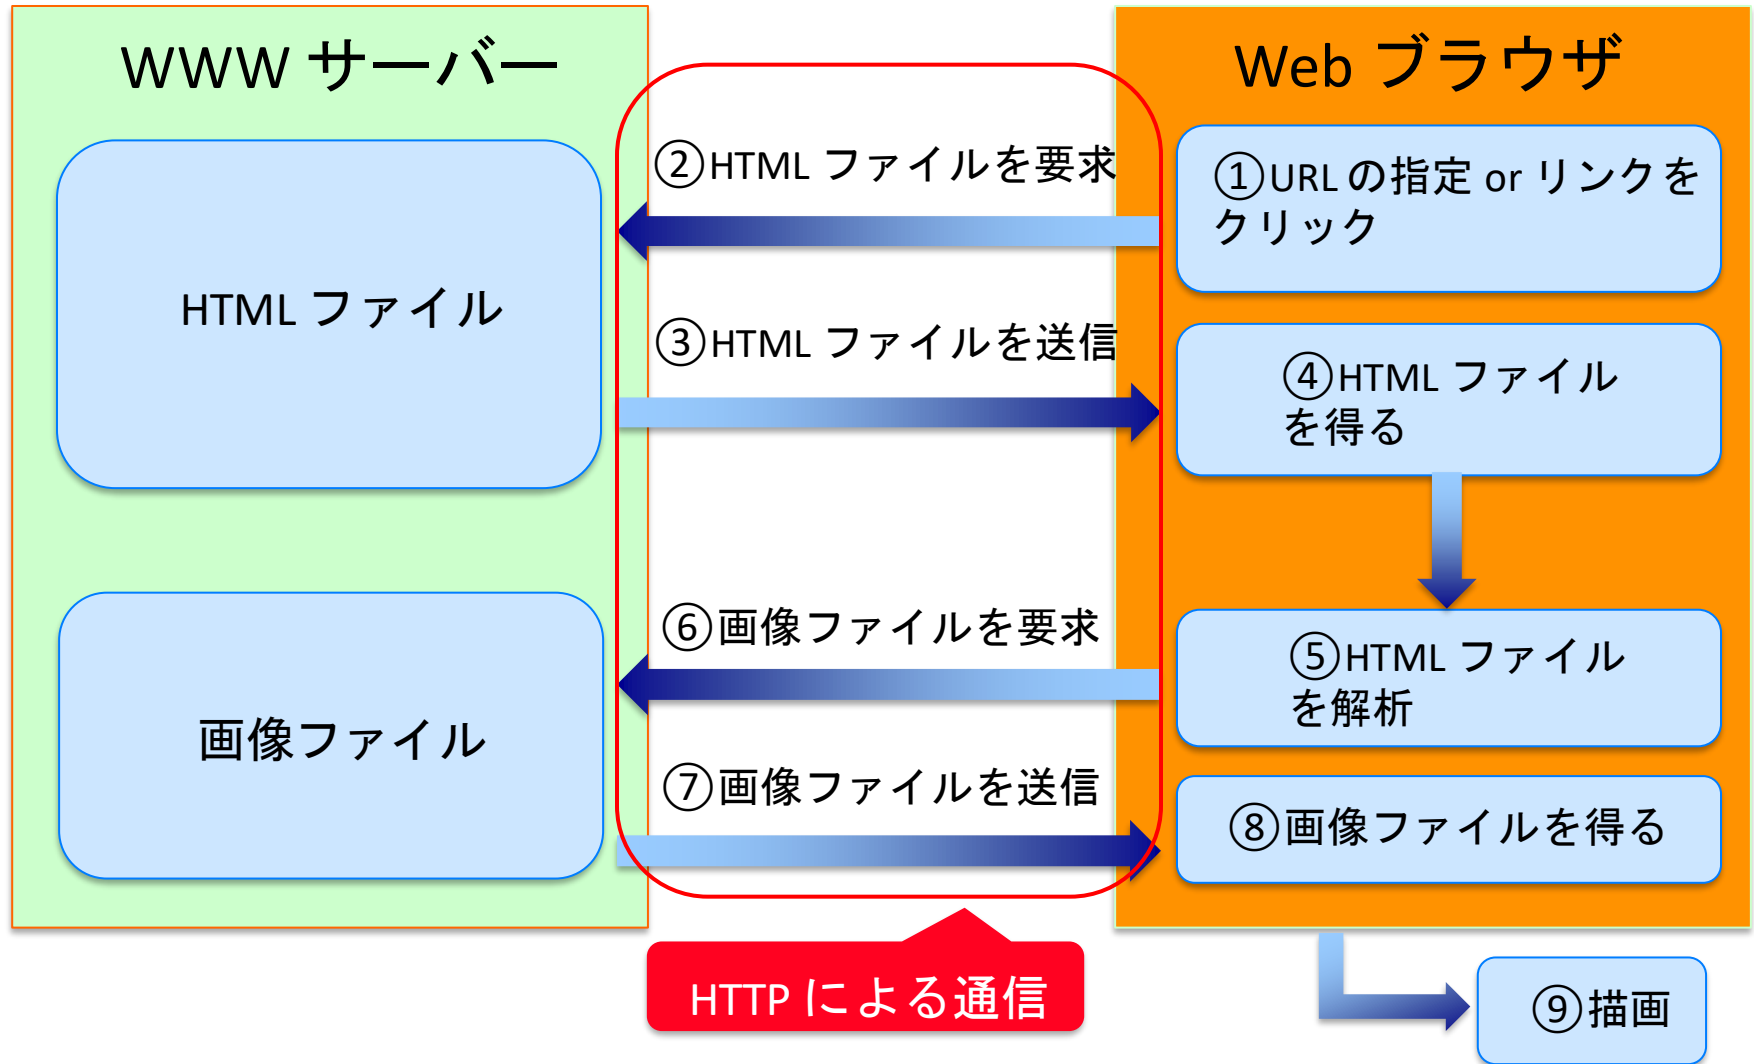 WWW サーバー
HTML ファイル
画像ファイル
②HTML ファイルを要求
③HTML ファイルを送信
⑥画像ファイルを要求
⑦画像ファイルを送信
HTTP による通信
Web ブラウザ
①URL の指定 or リンクを
クリック
④HTML ファイル
を得る
⑤HTML ファイル
を解析
⑧画像ファイルを得る
⑨描画